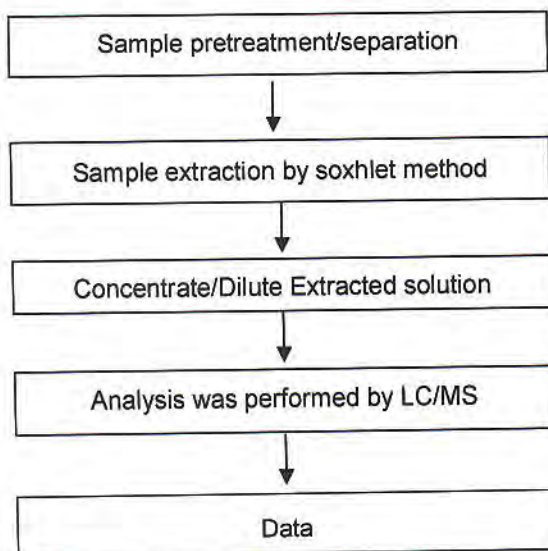 Sample pretreatment/separation
Sample extraction by soxhlet method
Concentrate/Dilute Extracted solution
Analysis was performed by LC/MS
Data